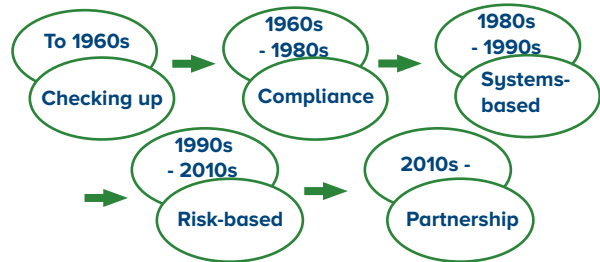 To 1960s
Checking up
1960s
- 1980s
Compliance
1980s
- 1990s
Systems-
based
1990s
- 2010s
Risk-based
2010s -
Partnership